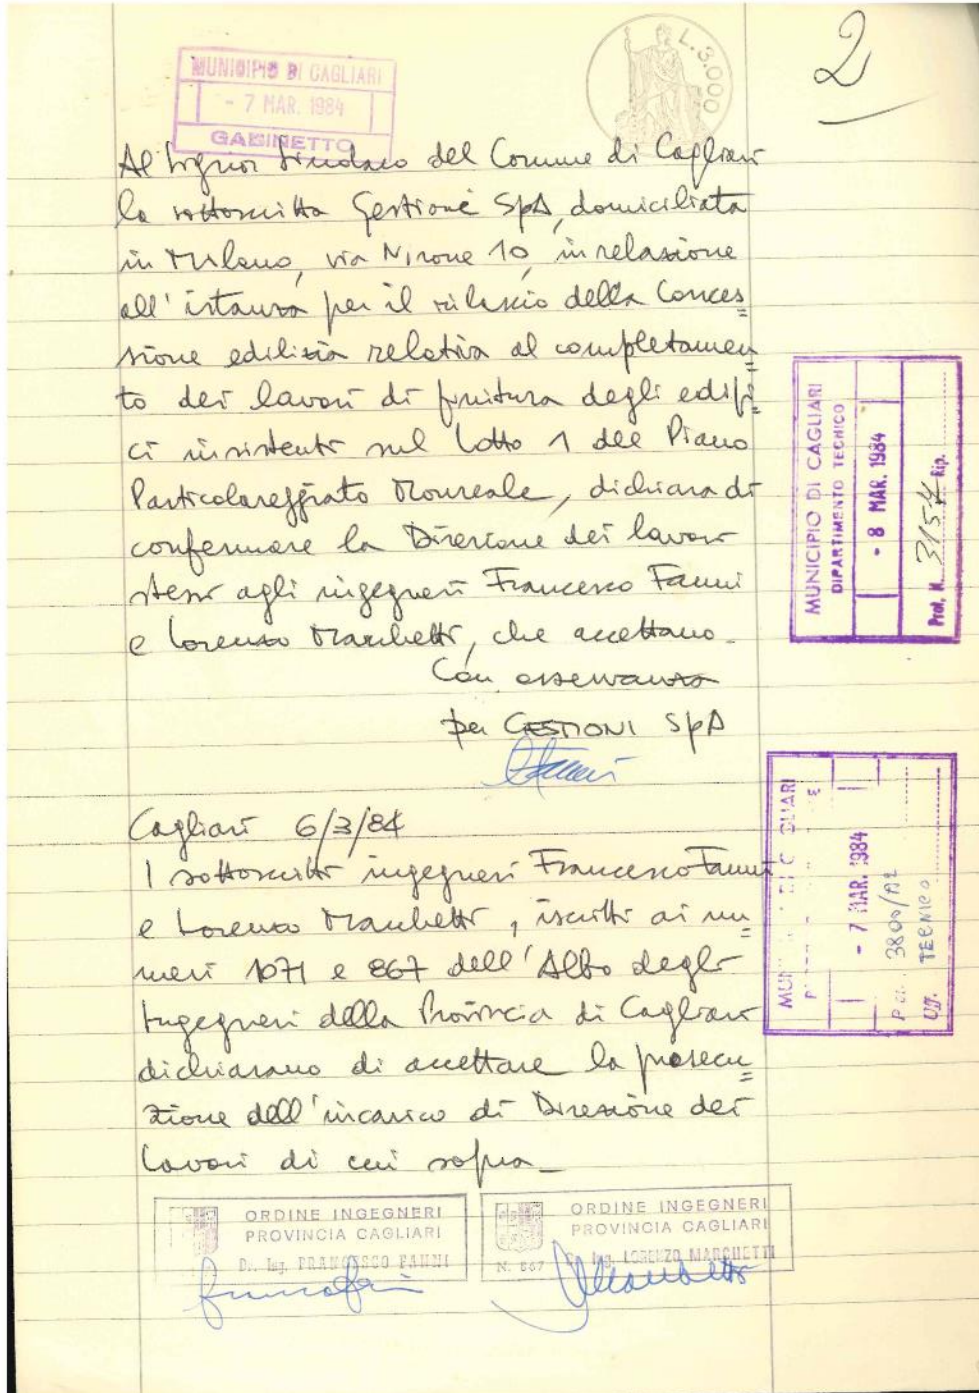 2
L.3.000
MUNICIPIO DI CAGLIARI
- 7 MAR. 1984
GABINETTO
Al Signor Sindaco del Comune di Cagliari
la sottoscritta Gestione SpA, domiciliata
in Milano, via Nirone 10, in relazione
all'istanza per il rilascio della Conces=
sione edilizia relativa al completamen=
to dei lavori di finitura degli edifi=
ci insistenti sul Lotto 1 del Piano
Particolareggiato Monreale, dichiara di
confermare la Direzione dei lavori
stessi agli ingegneri Francesco Fanni
e Lorenzo Marchetti, che accettano.
Con osservanza
per GESTIONI SpA
Cagliari 6/3/84
I sottoscritti ingegneri Francesco Fanni
e Lorenzo Marchetti, iscritti ai nu=
meri 1071 e 867 dell'Albo degli
Ingegneri della Provincia di Cagliari
dichiarano di accettare la prosecu=
zione dell'incarico di Direzione dei
lavori di cui sopra_
MUNICIPIO DI CAGLIARI
DIPARTIMENTO TECNICO
- 8 MAR. 1984
Prot. N. 3154 Rip.
- 7 MAR. 1984
3800/A2
Uff. TECNICO
ORDINE INGEGNERI
PROVINCIA CAGLIARI
Dr. Ing. FRANCESCO FANNI
ORDINE INGEGNERI
PROVINCIA CAGLIARI
Dr. Ing. LORENZO MARCHETTI
N. 867